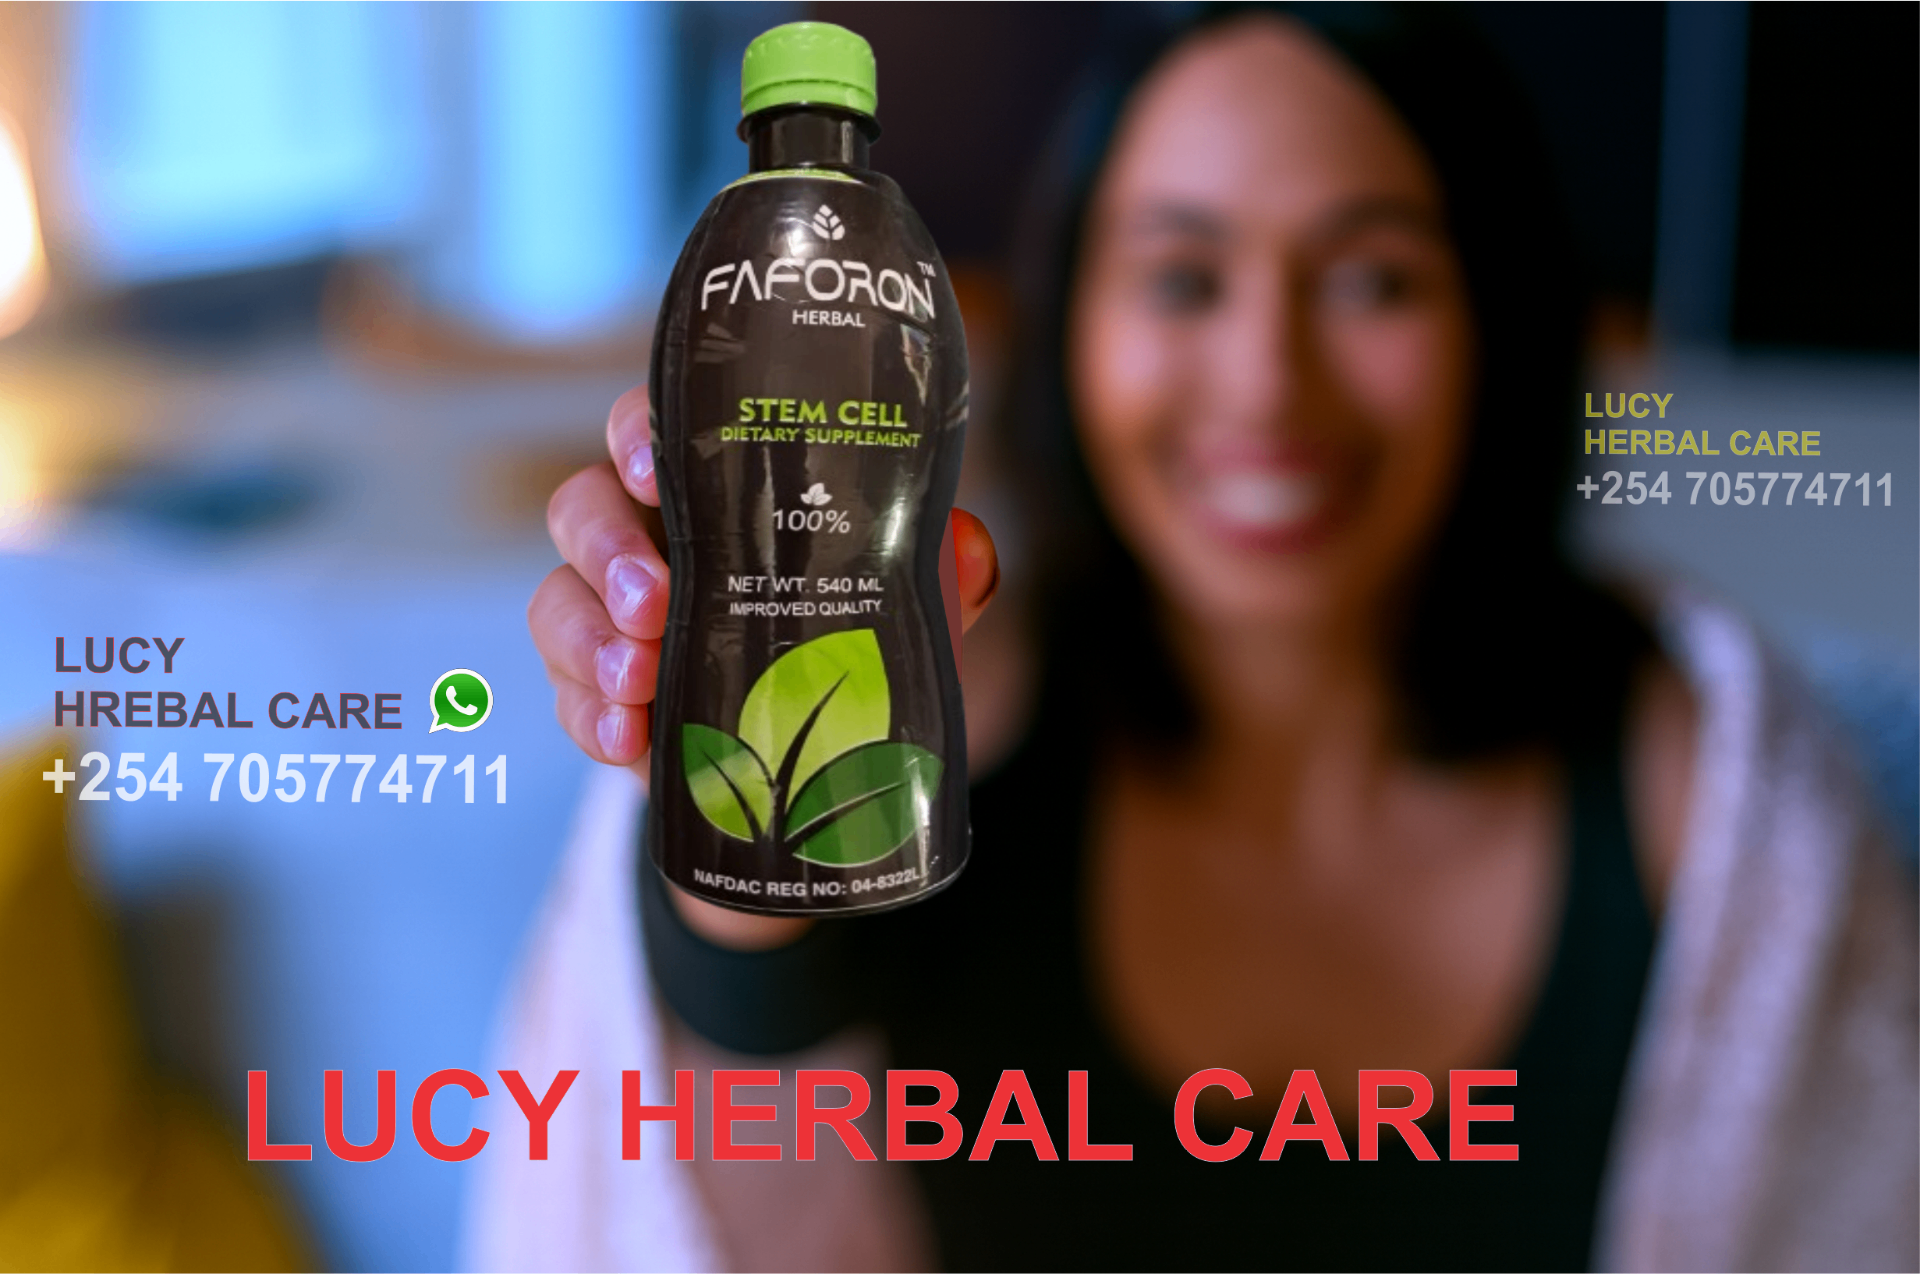 FAFORON™
HERBAL
STEM CELL
DIETARY SUPPLEMENT
100%
NET WT. 540 ML
IMPROVED QUALITY
NAFDAC REG NO: 04-8322L
LUCY
HERBAL CARE
+254 705774711
LUCY
HREBAL CARE
+254 705774711
LUCY HERBAL CARE